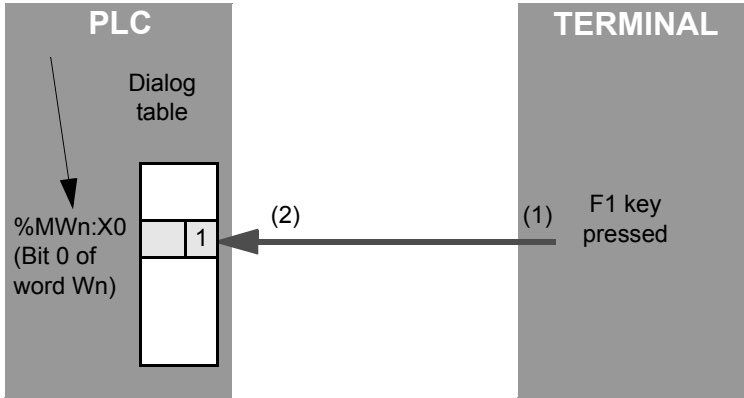 PLC
TERMINAL
Dialog
table
%MWn:X0
(Bit 0 of
word Wn)
1
(2)
(1)
F1 key
pressed